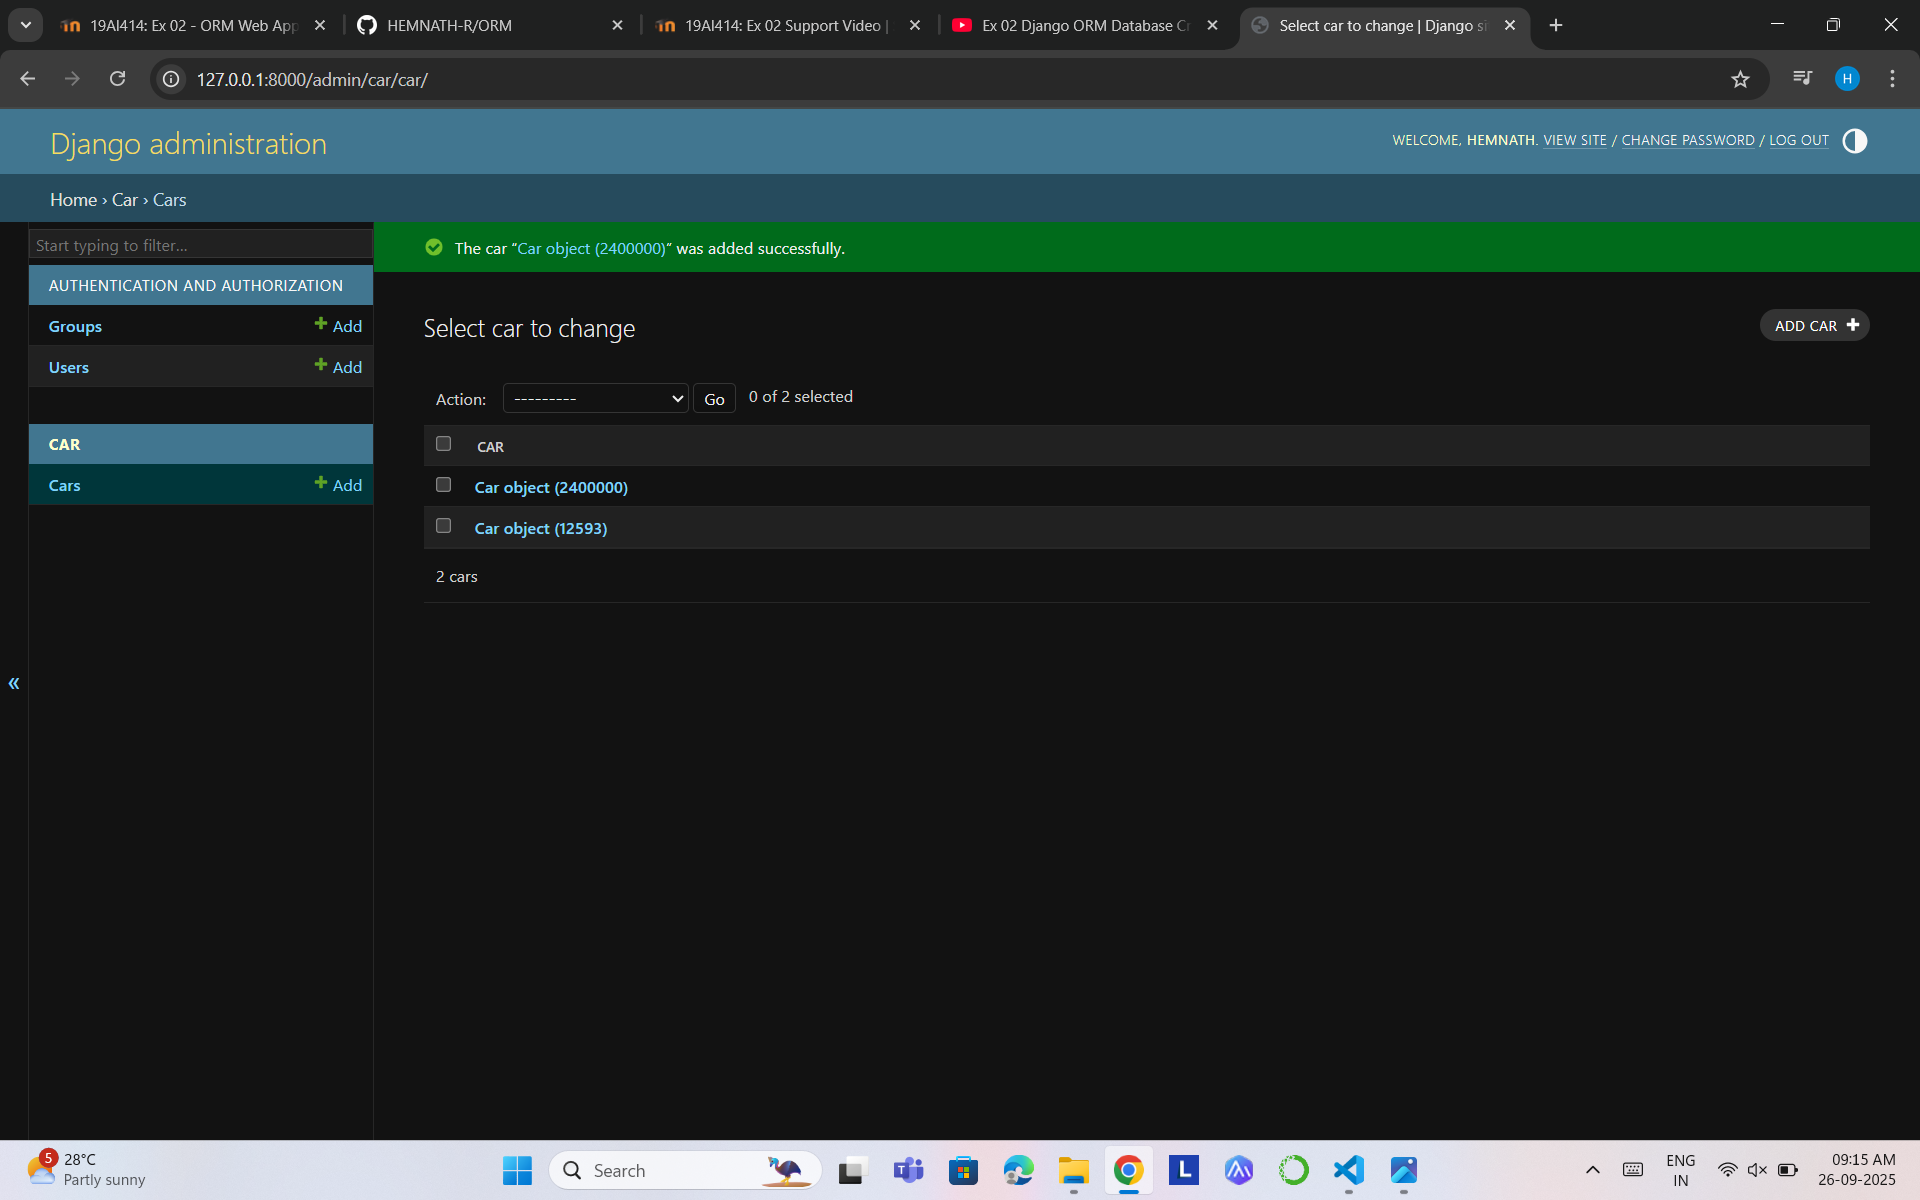 19AI414: Ex 02 - ORM Web App
HEMNATH-R/ORM
19AI414: Ex 02 Support Video |
Ex 02 Django ORM Database Cr
Select car to change | Django si
127.0.0.1:8000/admin/car/car/
H
Django administration
WELCOME, HEMNATH. VIEW SITE / CHANGE PASSWORD / LOG OUT
Home › Car › Cars
Start typing to filter...
AUTHENTICATION AND AUTHORIZATION
Groups
Add
Users
Add
CAR
Cars
Add
«
The car “Car object (2400000)” was added successfully.
Select car to change
ADD CAR
Action:
---------
Go
0 of 2 selected
CAR
Car object (2400000)
Car object (12593)
2 cars
5
28°C
Partly sunny
Search
L
ENG
IN
09:15 AM
26-09-2025